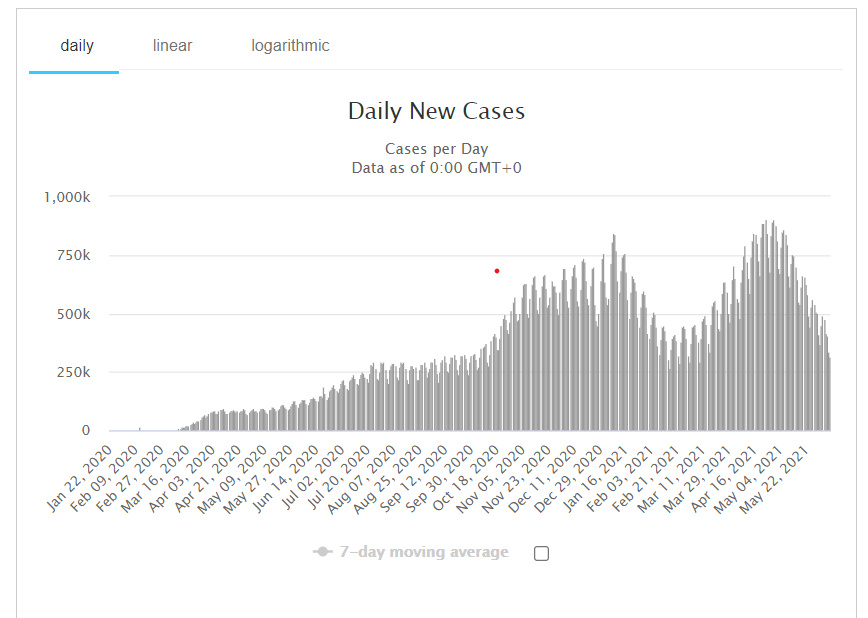 daily linear logarithmic
Daily New Cases
Cases per Day
Data as of 0:00 GMT+0
1,000k
750k
500k
250k
0
Jan 22, 2020
Feb 09, 2020
Feb 27, 2020
Mar 16, 2020
Apr 03, 2020
Apr 21, 2020
May 09, 2020
May 27, 2020
Jun 14, 2020
Jul 02, 2020
Jul 20, 2020
Aug 07, 2020
Aug 25, 2020
Sep 12, 2020
Sep 30, 2020
Oct 18, 2020
Nov 05, 2020
Nov 23, 2020
Dec 11, 2020
Dec 29, 2020
Jan 16, 2021
Feb 03, 2021
Feb 21, 2021
Mar 11, 2021
Mar 29, 2021
Apr 16, 2021
May 04, 2021
May 22, 2021
7-day moving average